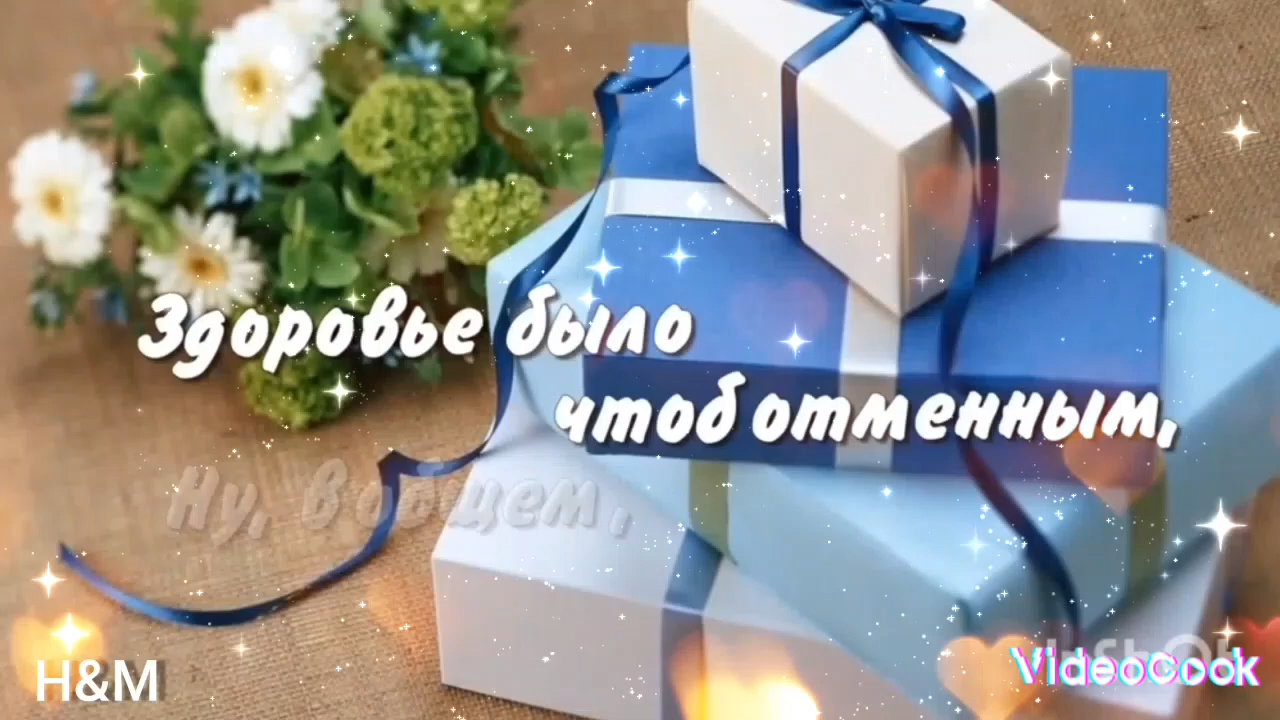 Здоровье было
чтоб отменным,
Ну, в общем,
H&M
VideoCook